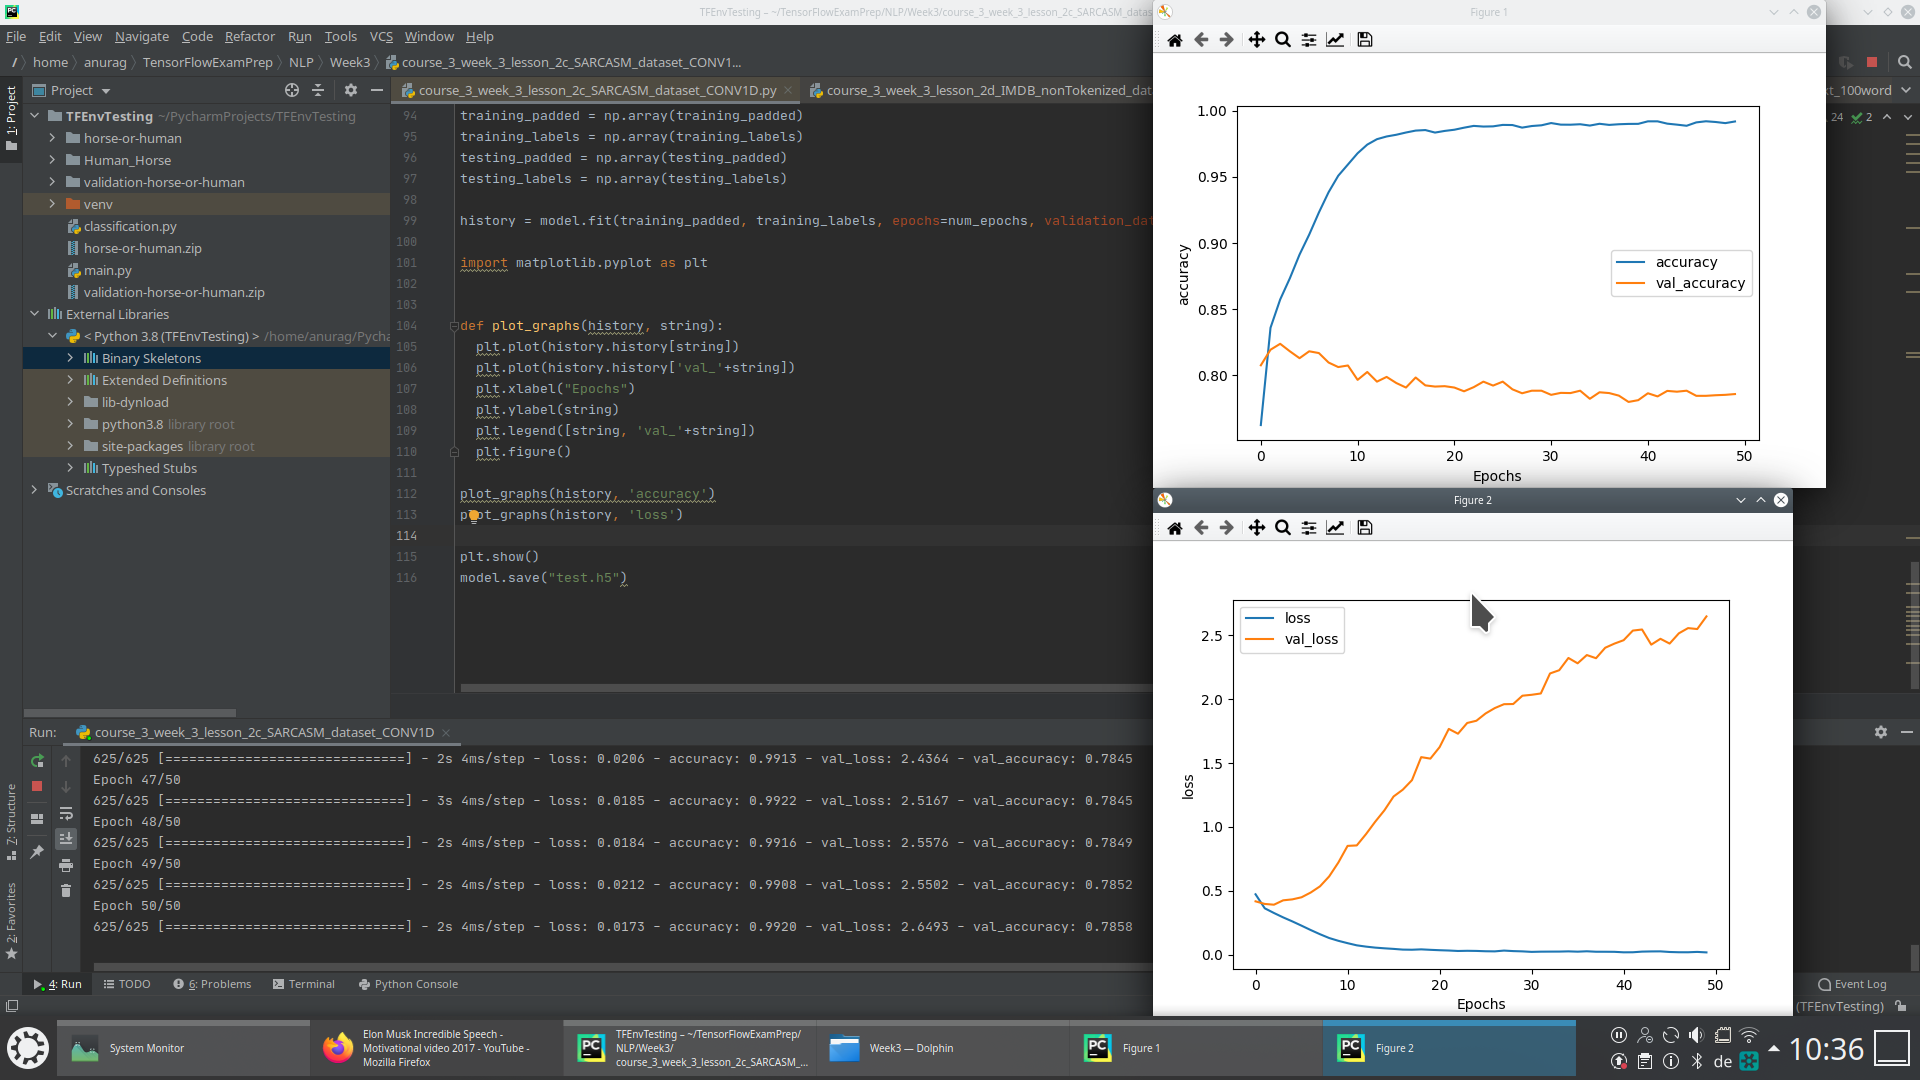 TFEnvTesting – ~/TensorFlowExamPrep/NLP/Week3/course_3_week_3_lesson_2c_SARCASM_datas
File Edit View Navigate Code Refactor Run Tools VCS Window Help
/ home anurag TensorFlowExamPrep NLP Week3 course_3_week_3_lesson_2c_SARCASM_dataset_CONV1...
Project
course_3_week_3_lesson_2c_SARCASM_dataset_CONV1D.py
course_3_week_3_lesson_2d_IMDB_nonTokenized_dat
xt_100word
24 2
1: Project
TFEnvTesting ~/PycharmProjects/TFEnvTesting
horse-or-human
Human_Horse
validation-horse-or-human
venv
classification.py
horse-or-human.zip
main.py
validation-horse-or-human.zip
External Libraries
< Python 3.8 (TFEnvTesting) > /home/anurag/Pycha
Binary Skeletons
Extended Definitions
lib-dynload
python3.8 library root
site-packages library root
Typeshed Stubs
Scratches and Consoles
94 training_padded = np.array(training_padded)
95 training_labels = np.array(training_labels)
96 testing_padded = np.array(testing_padded)
97 testing_labels = np.array(testing_labels)
98
99 history = model.fit(training_padded, training_labels, epochs=num_epochs, validation_dat
100
101 import matplotlib.pyplot as plt
102
103
104 def plot_graphs(history, string):
105 plt.plot(history.history[string])
106 plt.plot(history.history['val_'+string])
107 plt.xlabel("Epochs")
108 plt.ylabel(string)
109 plt.legend([string, 'val_'+string])
110 plt.figure()
111
112 plot_graphs(history, 'accuracy')
113 plot_graphs(history, 'loss')
114
115 plt.show()
116 model.save("test.h5")
Figure 1
1.00
0.95
0.90
0.85
0.80
accuracy
accuracy
val_accuracy
0 10 20 30 40 50
Epochs
Figure 2
loss
val_loss
2.5
2.0
1.5
1.0
0.5
0.0
loss
0 10 20 30 40 50
Epochs
Run: course_3_week_3_lesson_2c_SARCASM_dataset_CONV1D
625/625 [==============================] - 2s 4ms/step - loss: 0.0206 - accuracy: 0.9913 - val_loss: 2.4364 - val_accuracy: 0.7845
Epoch 47/50
625/625 [==============================] - 3s 4ms/step - loss: 0.0185 - accuracy: 0.9922 - val_loss: 2.5167 - val_accuracy: 0.7845
Epoch 48/50
625/625 [==============================] - 2s 4ms/step - loss: 0.0184 - accuracy: 0.9916 - val_loss: 2.5576 - val_accuracy: 0.7849
Epoch 49/50
625/625 [==============================] - 2s 4ms/step - loss: 0.0212 - accuracy: 0.9908 - val_loss: 2.5502 - val_accuracy: 0.7852
Epoch 50/50
625/625 [==============================] - 2s 4ms/step - loss: 0.0173 - accuracy: 0.9920 - val_loss: 2.6493 - val_accuracy: 0.7858
7: Structure
2: Favorites
4: Run TODO 6: Problems Terminal Python Console
Event Log
(TFEnvTesting)
System Monitor
Elon Musk Incredible Speech - Motivational video 2017 - YouTube - Mozilla Firefox
TFEnvTesting – ~/TensorFlowExamPrep/NLP/Week3/course_3_week_3_lesson_2c_SARCASM_...
Week3 — Dolphin
Figure 1
Figure 2
de
10:36